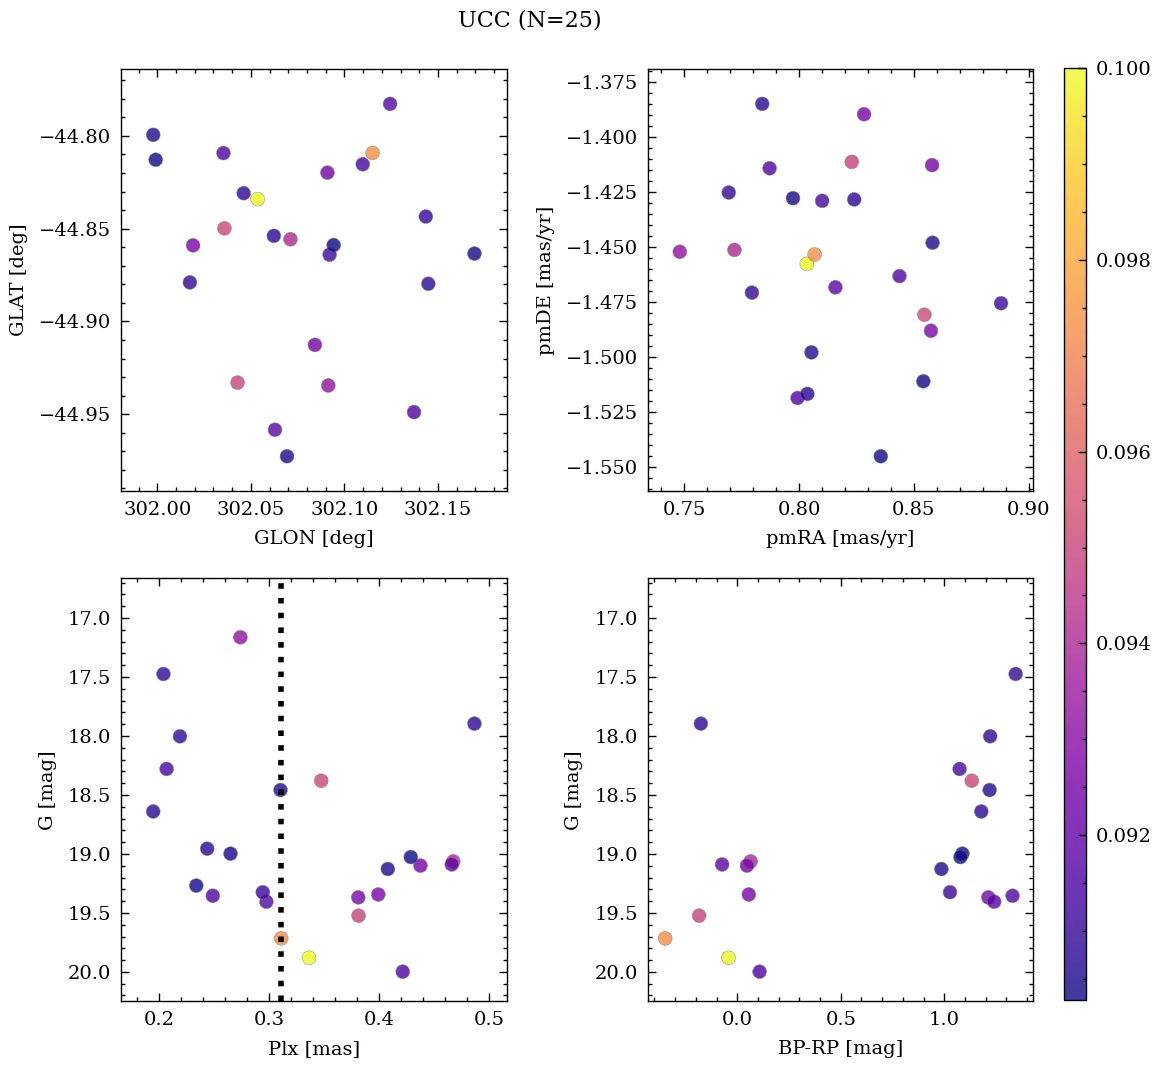 UCC (N=25)
−44.80
−44.85
−44.90
−44.95
GLAT [deg]
302.00 302.05 302.10 302.15
GLON [deg]
−1.375
−1.400
−1.425
−1.450
−1.475
−1.500
−1.525
−1.550
pmDE [mas/yr]
0.75 0.80 0.85 0.90
pmRA [mas/yr]
17.0
17.5
18.0
18.5
19.0
19.5
20.0
G [mag]
0.2 0.3 0.4 0.5
Plx [mas]
17.0
17.5
18.0
18.5
19.0
19.5
20.0
G [mag]
0.0 0.5 1.0
BP-RP [mag]
0.100
0.098
0.096
0.094
0.092